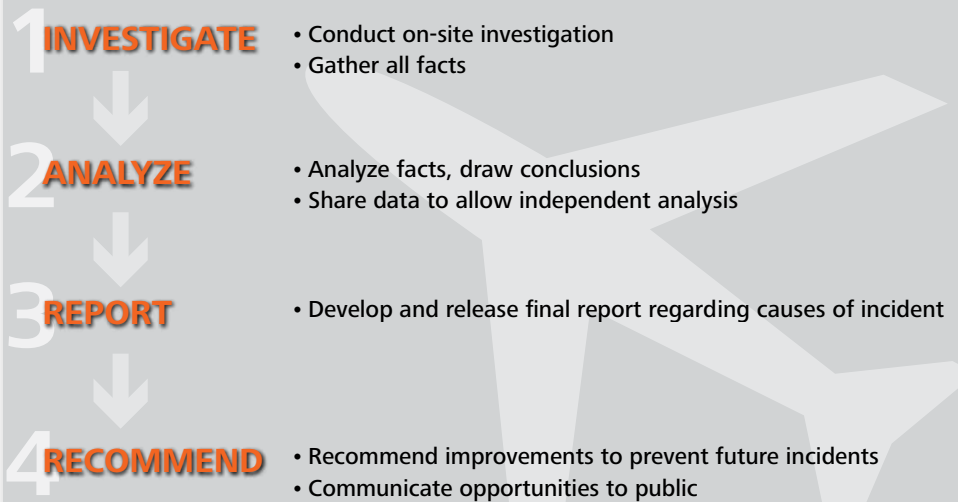 1 INVESTIGATE
• Conduct on-site investigation
• Gather all facts
2 ANALYZE
• Analyze facts, draw conclusions
• Share data to allow independent analysis
3 REPORT
• Develop and release final report regarding causes of incident
4 RECOMMEND
• Recommend improvements to prevent future incidents
• Communicate opportunities to public